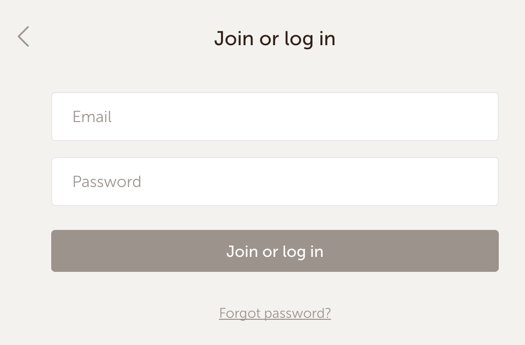 Join or log in
Email
Password
Join or log in
Forgot password?